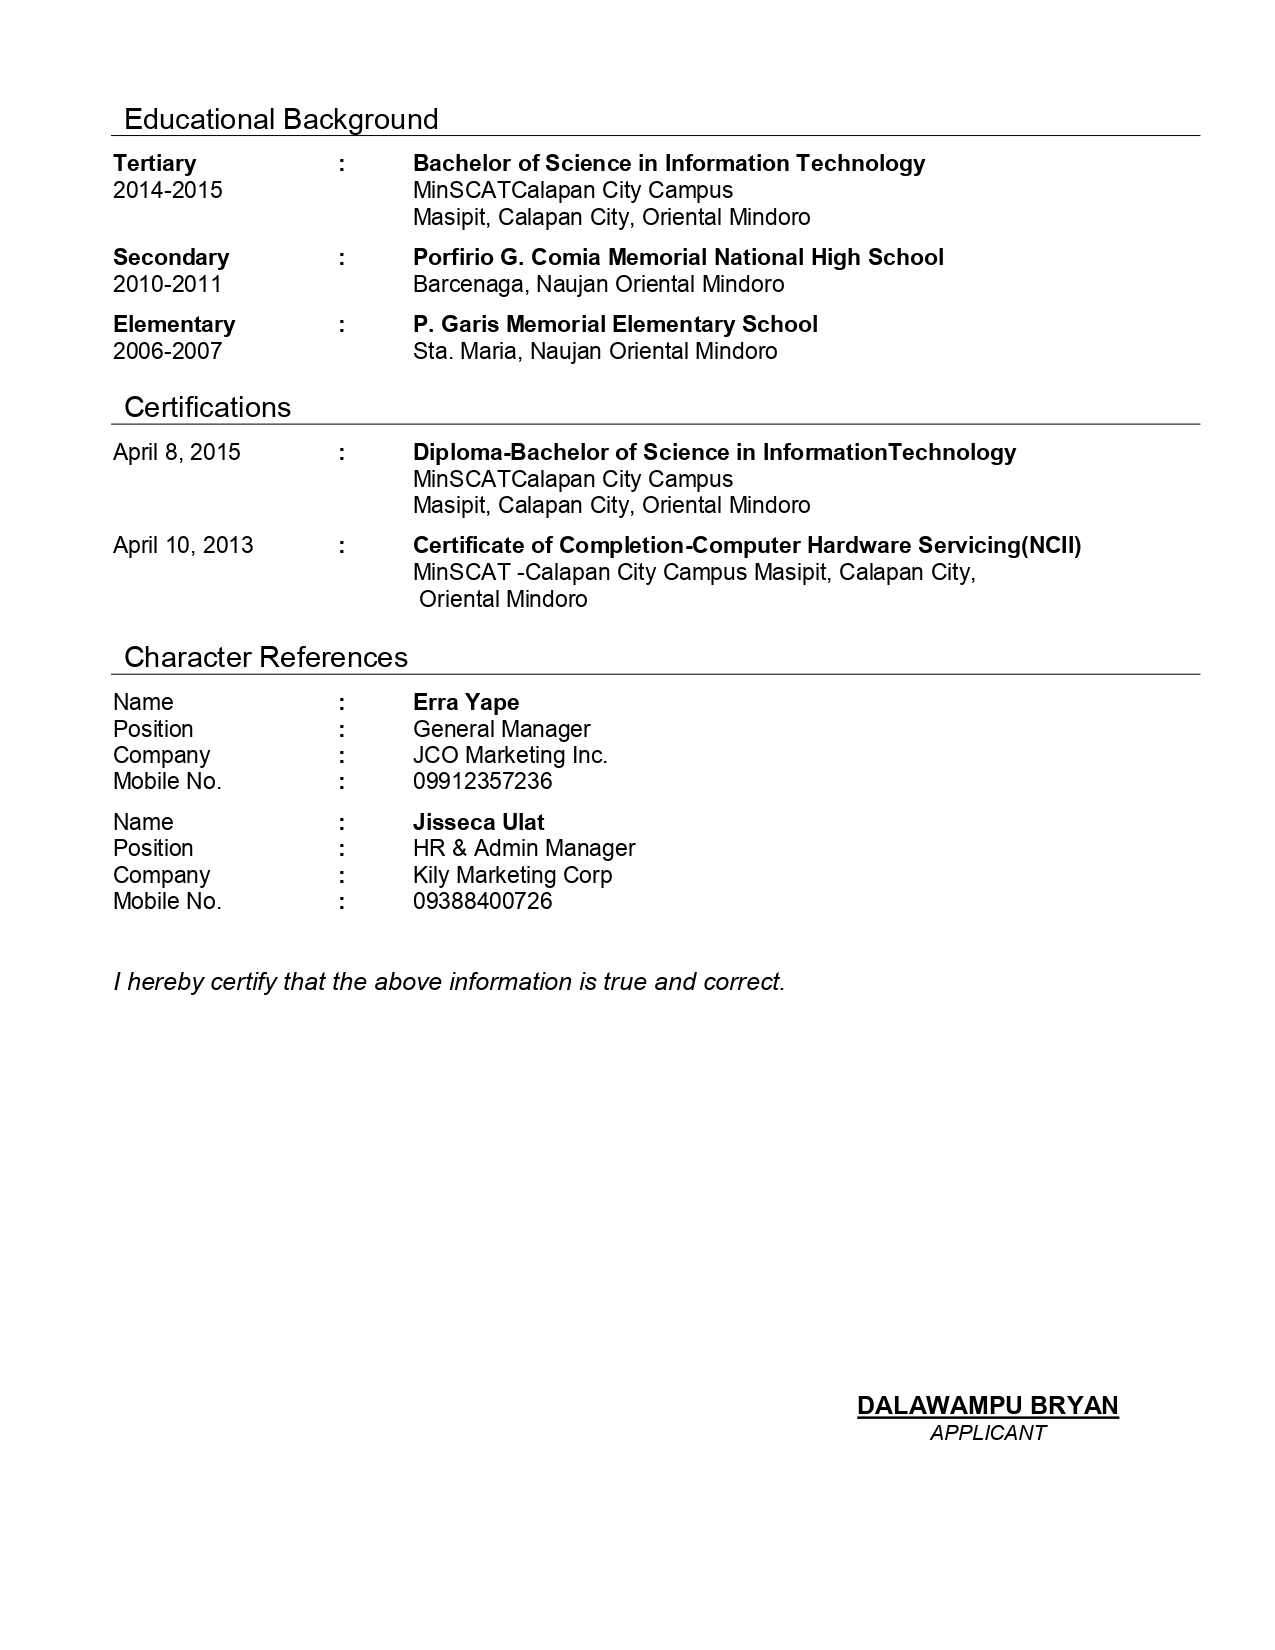 Educational Background
Tertiary : Bachelor of Science in Information Technology
2014-2015 MinSCATCalapan City Campus
Masipit, Calapan City, Oriental Mindoro
Secondary : Porfirio G. Comia Memorial National High School
2010-2011 Barcenaga, Naujan Oriental Mindoro
Elementary : P. Garis Memorial Elementary School
2006-2007 Sta. Maria, Naujan Oriental Mindoro
Certifications
April 8, 2015 : Diploma-Bachelor of Science in InformationTechnology
MinSCATCalapan City Campus
Masipit, Calapan City, Oriental Mindoro
April 10, 2013 : Certificate of Completion-Computer Hardware Servicing(NCII)
MinSCAT -Calapan City Campus Masipit, Calapan City,
Oriental Mindoro
Character References
Name : Erra Yape
Position : General Manager
Company : JCO Marketing Inc.
Mobile No. : 09912357236
Name : Jisseca Ulat
Position : HR & Admin Manager
Company : Kily Marketing Corp
Mobile No. : 09388400726
I hereby certify that the above information is true and correct.
DALAWAMPU BRYAN
APPLICANT